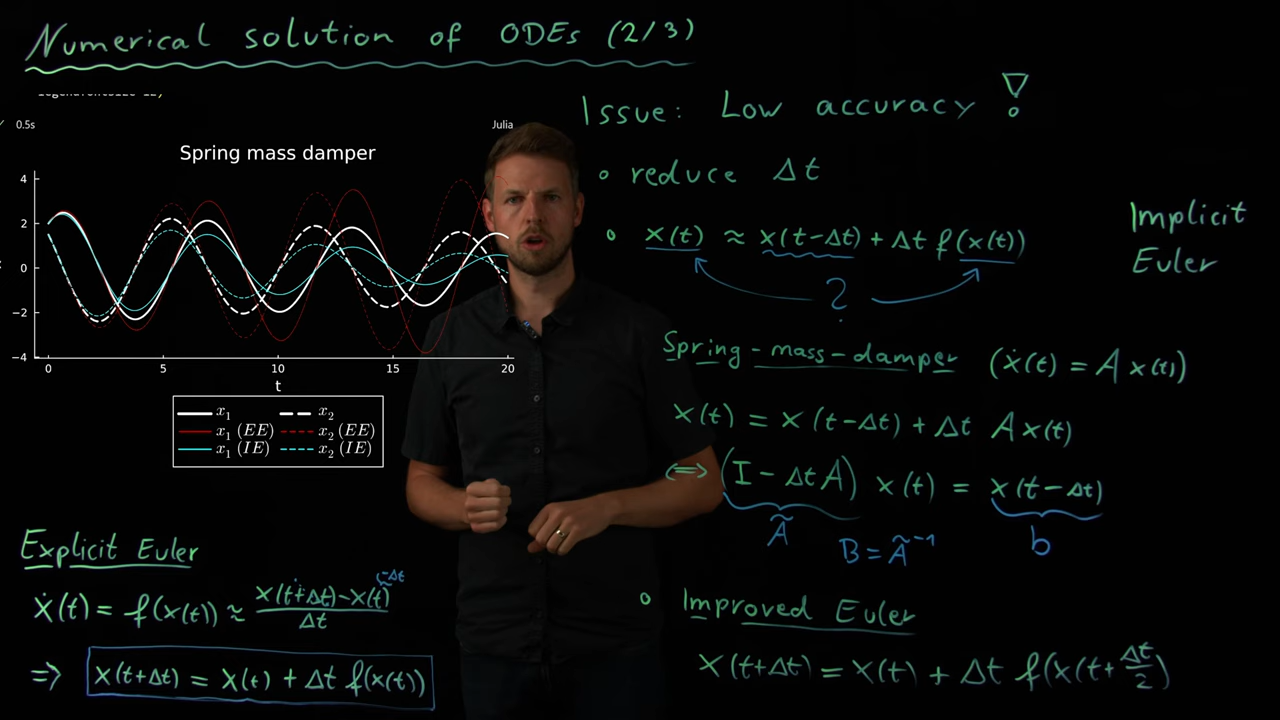 Numerical solution of ODEs (2/3)
0.5s
Julia
Spring mass damper
4
2
0
−2
−4
0 5 10 15 20
t
x₁ x₂
x₁ (EE) x₂ (EE)
x₁ (IE) x₂ (IE)
Explicit Euler
ẋ(t) = f(x(t)) ≈ (x(t+Δt)−x(t))/Δt
-Δt
⇒ x(t+Δt) = x(t) + Δt f(x(t))
Issue: Low accuracy !
∘ reduce Δt
∘ x(t) ≈ x(t−Δt) + Δt f(x(t))
?
Implicit
Euler
Spring-mass-damper (ẋ(t) = A x(t))
x(t) = x(t−Δt) + Δt A x(t)
⇔ (I − ΔtA) x(t) = x(t−Δt)
Ã B = Ã⁻¹ b
∘ Improved Euler
x(t+Δt) = x(t) + Δt f(x(t+Δt/2)